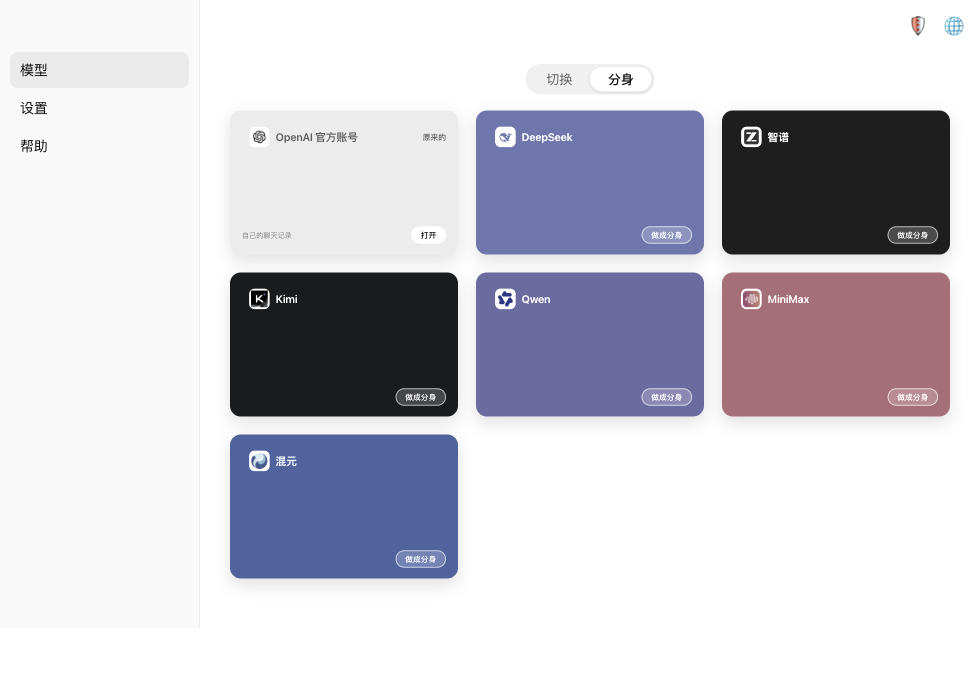 模型
设置
帮助
切换
分身
OpenAI 官方账号
原来的
自己的聊天记录
打开
DeepSeek
做成分身
智谱
做成分身
Kimi
做成分身
Qwen
做成分身
MiniMax
做成分身
混元
做成分身